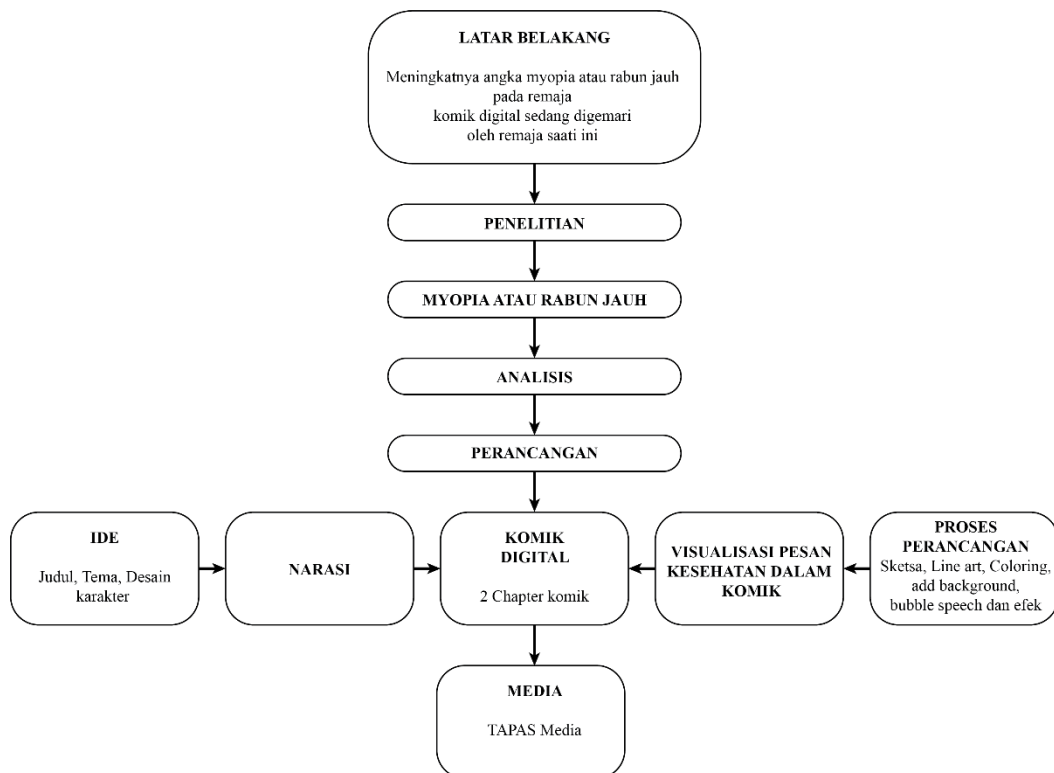 LATAR BELAKANG
Meningkatnya angka myopia atau rabun jauh
pada remaja
komik digital sedang digemari
oleh remaja saati ini
PENELITIAN
MYOPIA ATAU RABUN JAUH
ANALISIS
PERANCANGAN
IDE
Judul, Tema, Desain
karakter
NARASI
KOMIK
DIGITAL
2 Chapter komik
VISUALISASI PESAN
KESEHATAN DALAM
KOMIK
PROSES
PERANCANGAN
Sketsa, Line art, Coloring,
add background,
bubble speech dan efek
MEDIA
TAPAS Media